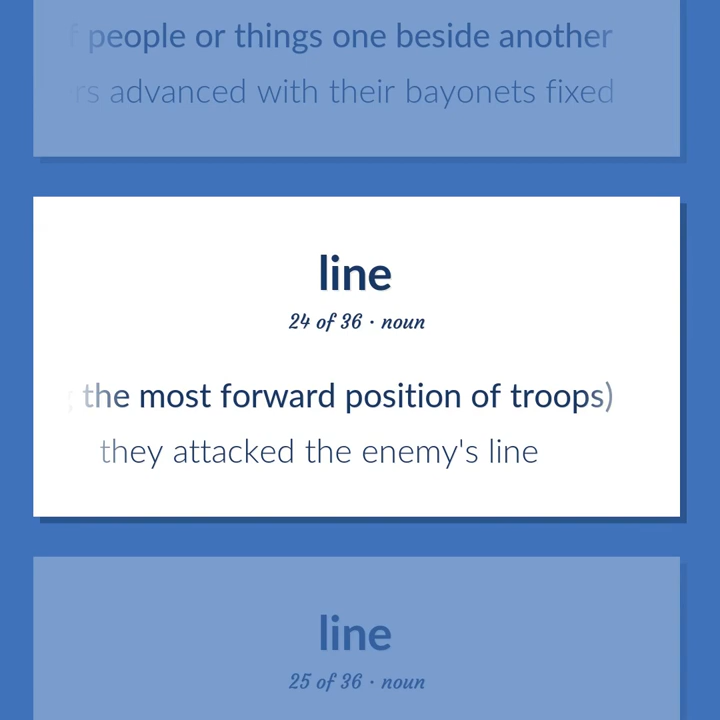 people or things one beside another
advanced with their bayonets fixed
line
24 of 36 · noun
the most forward position of troops)
they attacked the enemy's line
line
25 of 36 · noun